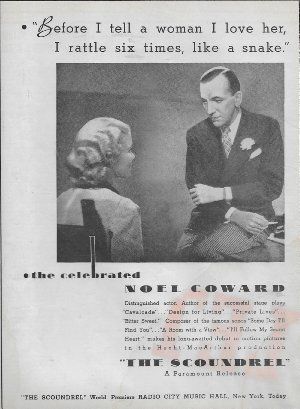 • "Before I tell a woman I love her,
I rattle six times, like a snake."
• the celebrated
NOEL COWARD
Distinguished actor. Author of the successful stage plays
"Cavalcade"... "Design for Living"... "Private Lives"...
"Bitter Sweet." Composer of the famous songs "Some Day I'll
Find You"... "A Room with a View"... "I'll Follow My Secret
Heart," makes his long-awaited debut in motion pictures
in the Hecht-MacArthur production
"THE SCOUNDREL"
A Paramount Release
"THE SCOUNDREL" World Premiere RADIO CITY MUSIC HALL, New York, Today